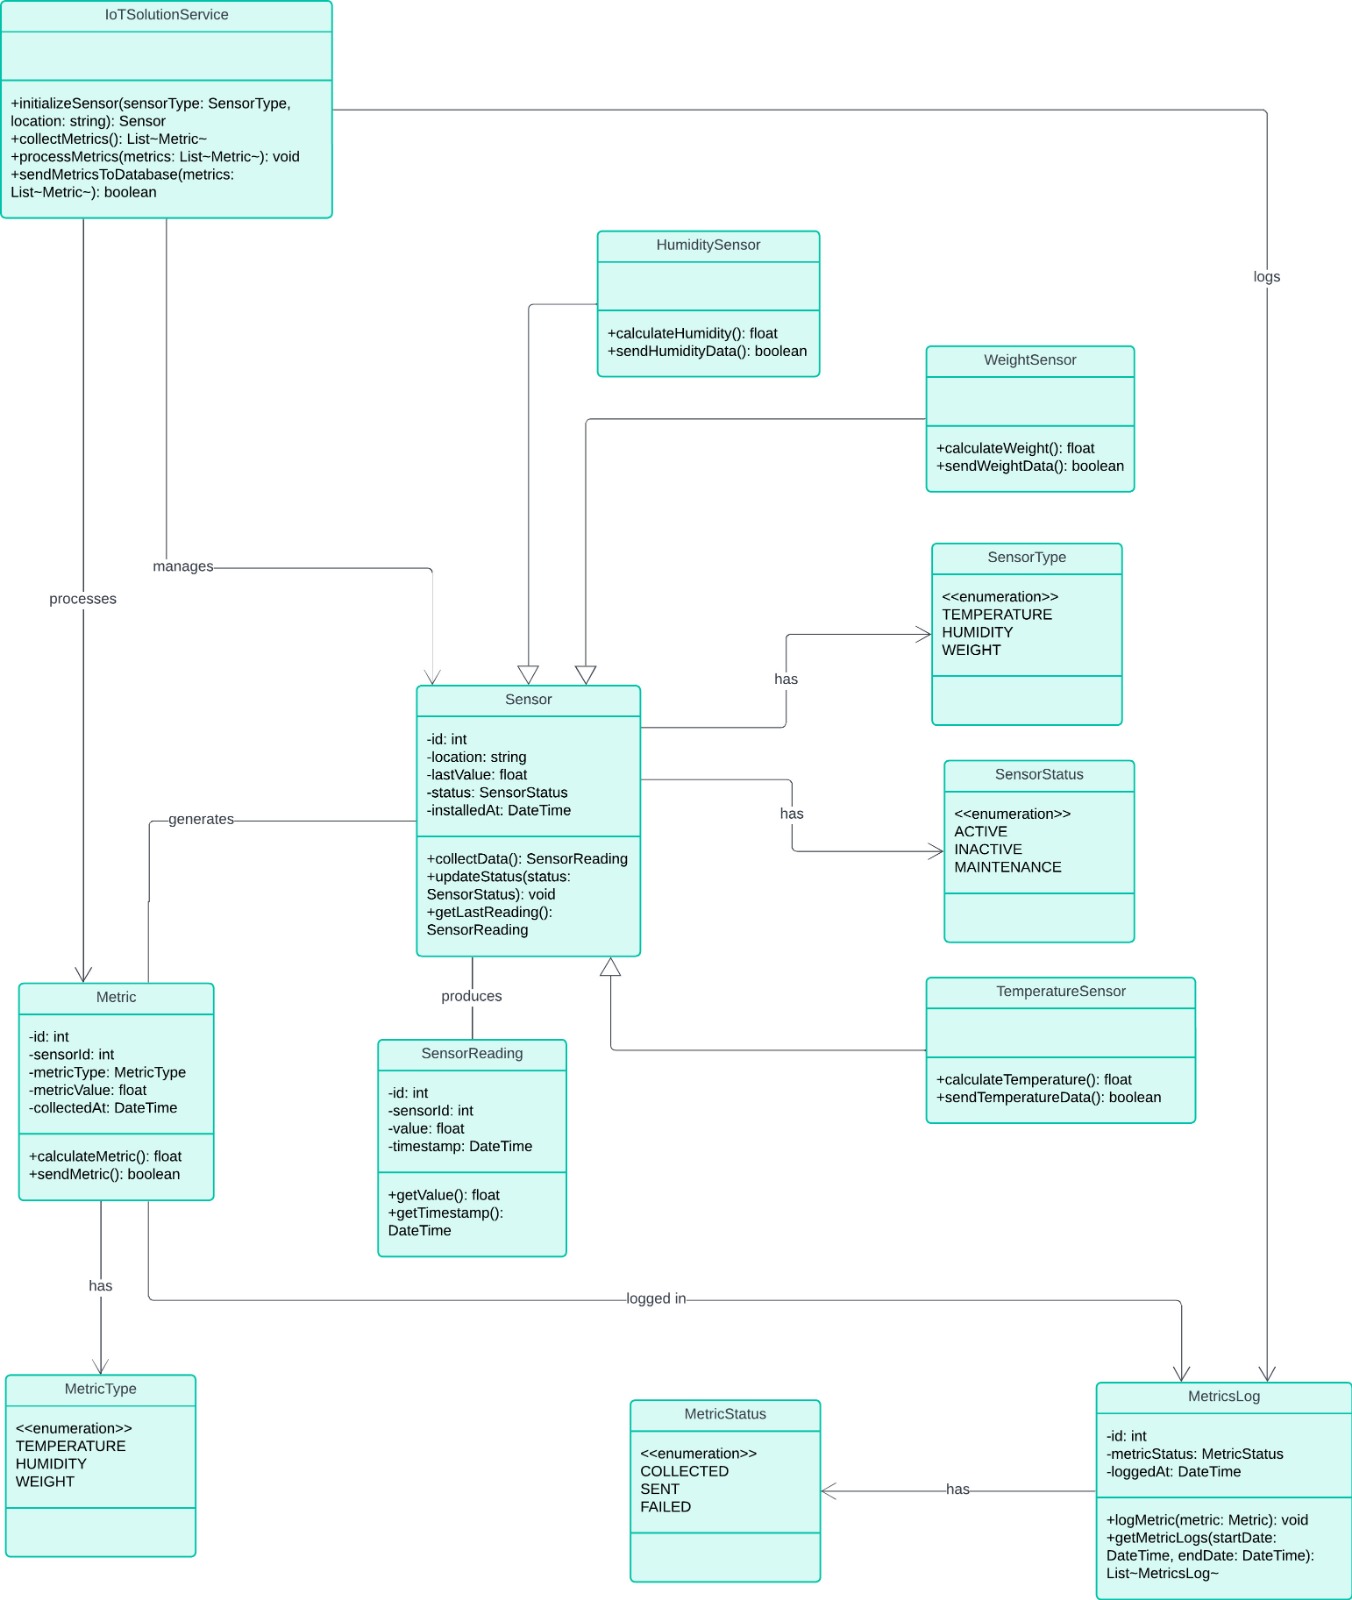 IoTSolutionService
+initializeSensor(sensorType: SensorType,
location: string): Sensor
+collectMetrics(): List~Metric~
+processMetrics(metrics: List~Metric~): void
+sendMetricsToDatabase(metrics:
List~Metric~): boolean
HumiditySensor
+calculateHumidity(): float
+sendHumidityData(): boolean
logs
WeightSensor
+calculateWeight(): float
+sendWeightData(): boolean
manages
processes
SensorType
<<enumeration>>
TEMPERATURE
HUMIDITY
WEIGHT
has
Sensor
-id: int
-location: string
-lastValue: float
-status: SensorStatus
-installedAt: DateTime
+collectData(): SensorReading
+updateStatus(status:
SensorStatus): void
+getLastReading():
SensorReading
SensorStatus
<<enumeration>>
ACTIVE
INACTIVE
MAINTENANCE
has
generates
produces
Metric
-id: int
-sensorId: int
-metricType: MetricType
-metricValue: float
-collectedAt: DateTime
+calculateMetric(): float
+sendMetric(): boolean
SensorReading
-id: int
-sensorId: int
-value: float
-timestamp: DateTime
+getValue(): float
+getTimestamp():
DateTime
TemperatureSensor
+calculateTemperature(): float
+sendTemperatureData(): boolean
has
logged in
MetricType
<<enumeration>>
TEMPERATURE
HUMIDITY
WEIGHT
MetricStatus
<<enumeration>>
COLLECTED
SENT
FAILED
has
MetricsLog
-id: int
-metricStatus: MetricStatus
-loggedAt: DateTime
+logMetric(metric: Metric): void
+getMetricLogs(startDate:
DateTime, endDate: DateTime):
List~MetricsLog~